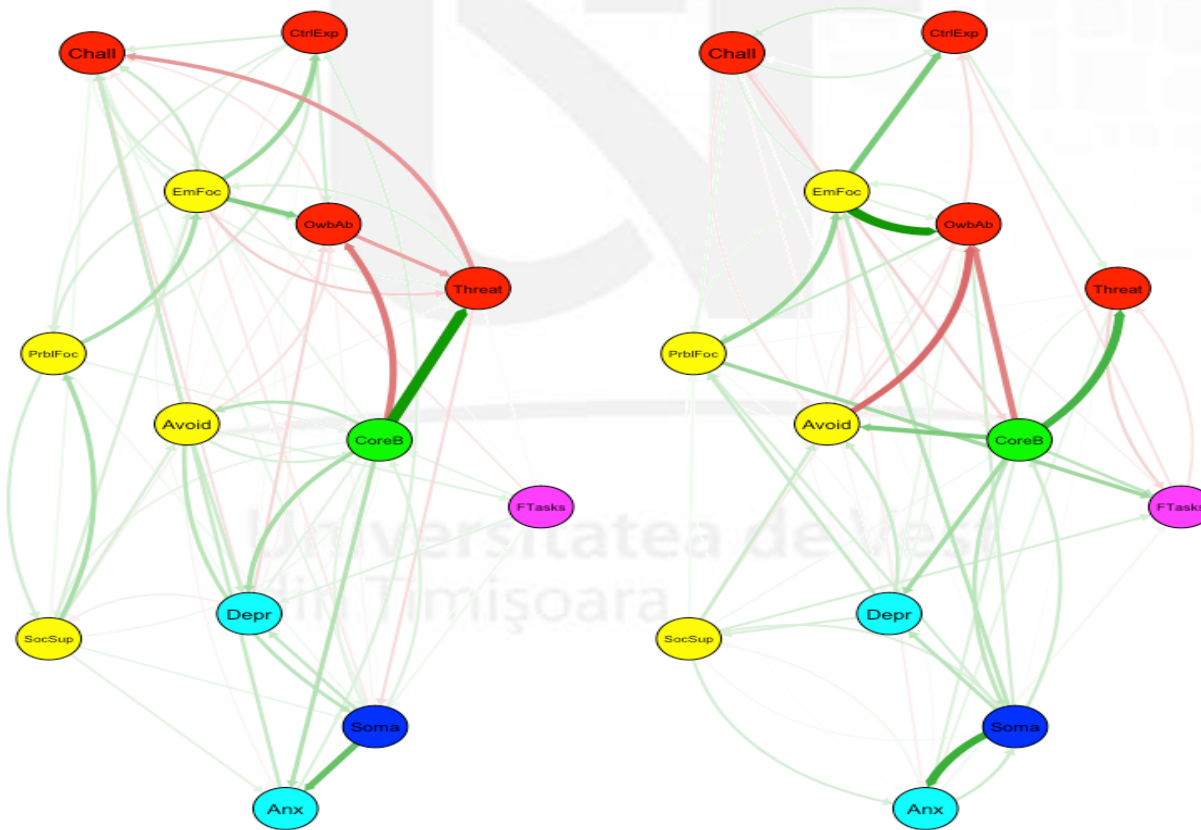 Chall
CtrlExp
EmFoc
OwbAb
Threat
PrblFoc
Avoid
CoreB
FTasks
Depr
SocSup
Soma
Anx
Chall
CtrlExp
EmFoc
OwbAb
Threat
PrblFoc
Avoid
CoreB
FTasks
Depr
SocSup
Soma
Anx
Universitatea de Vest
din Timişoara